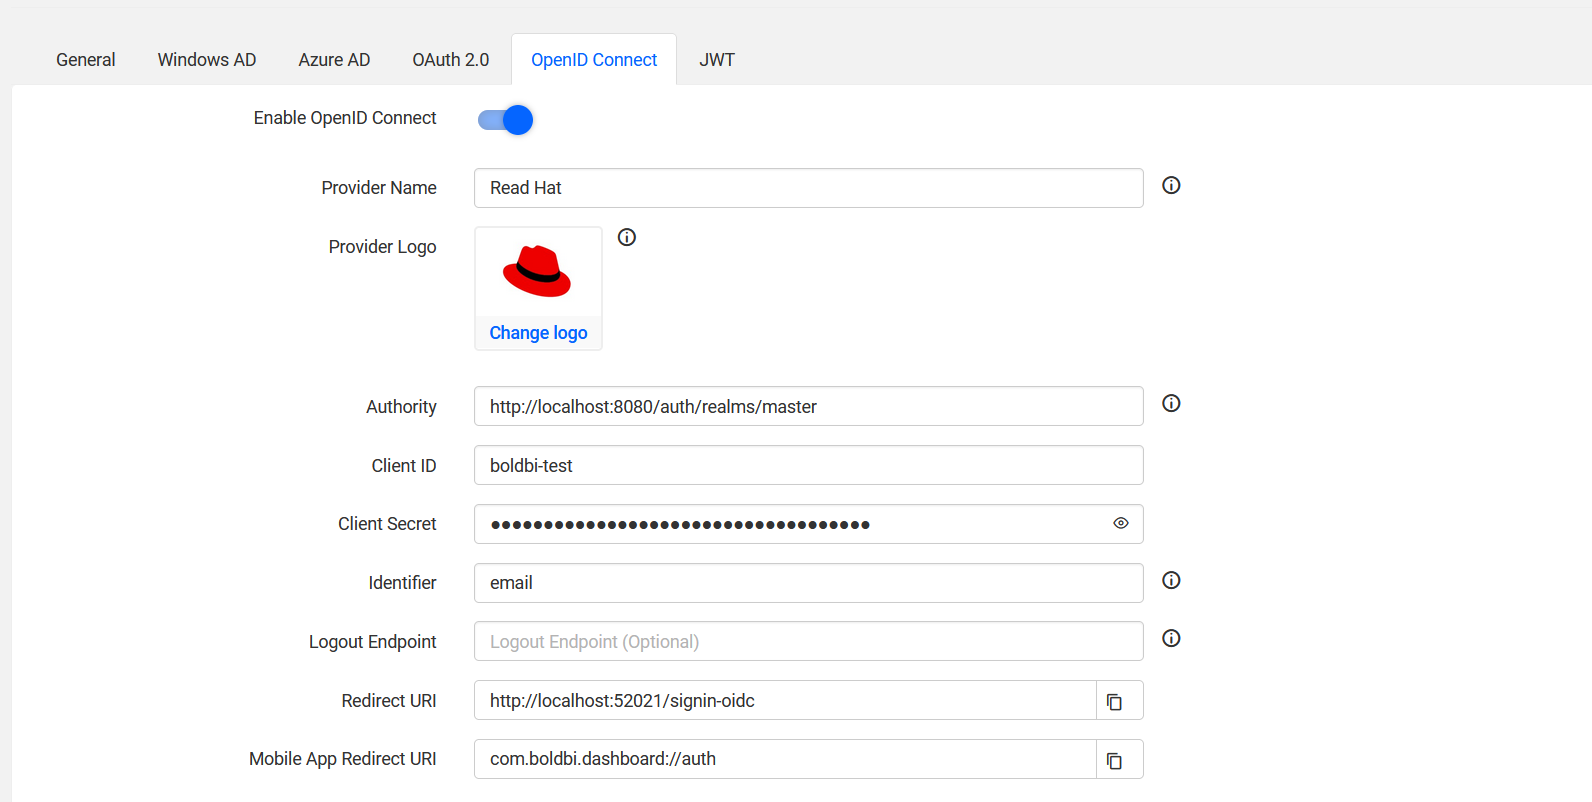 General Windows AD Azure AD OAuth 2.0 OpenID Connect JWT
Enable OpenID Connect
Provider Name Read Hat
Provider Logo
Change logo
Authority http://localhost:8080/auth/realms/master
Client ID boldbi-test
Client Secret ●●●●●●●●●●●●●●●●●●●●●●●●●●●●●●●●●●●●
Identifier email
Logout Endpoint Logout Endpoint (Optional)
Redirect URI http://localhost:52021/signin-oidc
Mobile App Redirect URI com.boldbi.dashboard://auth